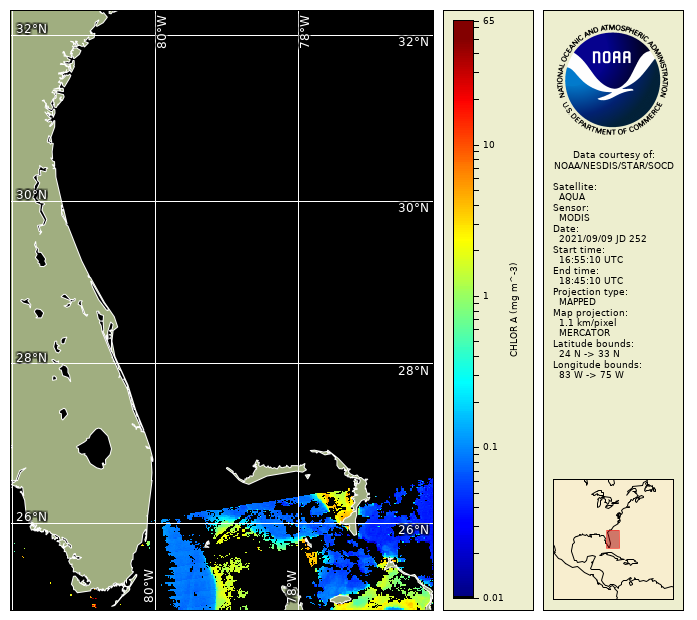 32°N
80°W
78°W
32°N
30°N
30°N
28°N
28°N
26°N
26°N
80°W
78°W
65
10
1
0.1
0.01
CHLOR A (mg m^-3)
NATIONAL OCEANIC AND ATMOSPHERIC ADMINISTRATION
NOAA
U.S. DEPARTMENT OF COMMERCE
Data courtesy of:
NOAA/NESDIS/STAR/SOCD
Satellite:
AQUA
Sensor:
MODIS
Date:
2021/09/09 JD 252
Start time:
16:55:10 UTC
End time:
18:45:10 UTC
Projection type:
MAPPED
Map projection:
1.1 km/pixel
MERCATOR
Latitude bounds:
24 N -> 33 N
Longitude bounds:
83 W -> 75 W